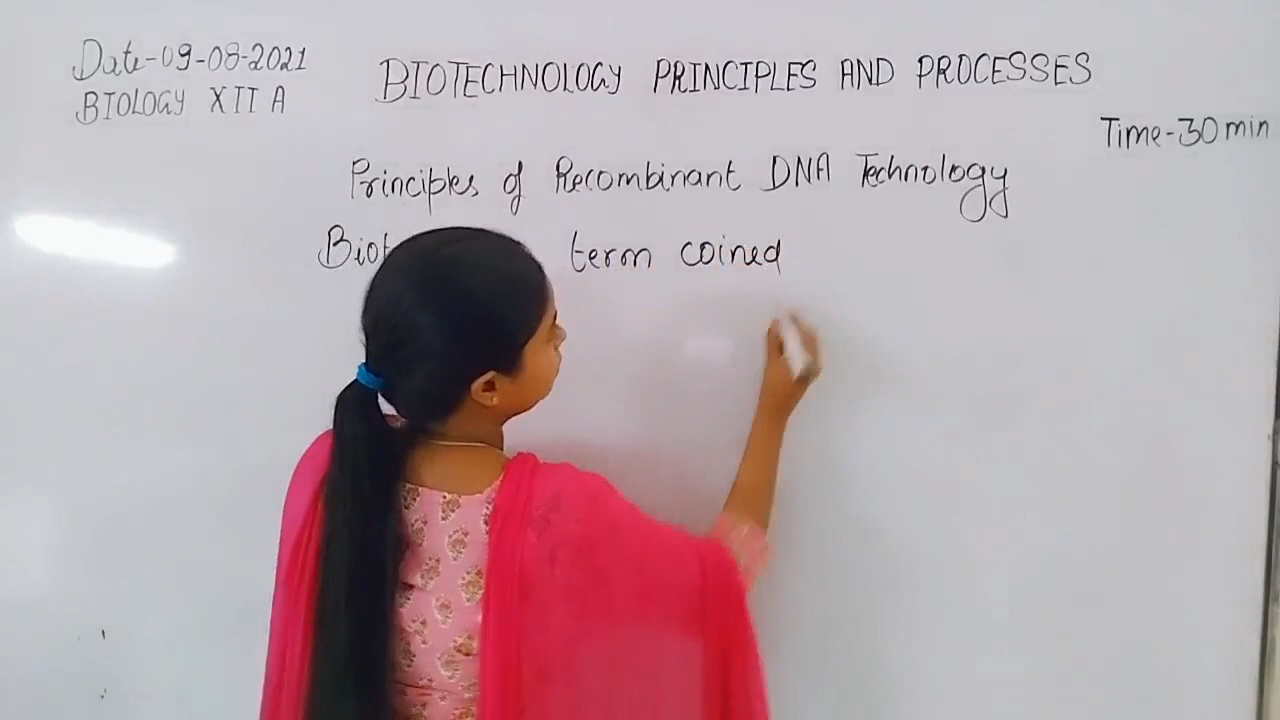 Date-09-08-2021
BIOLOGY XII A
BIOTECHNOLOGY PRINCIPLES AND PROCESSES
Time-30 min
Principles of Recombinant DNA Technology
term coined